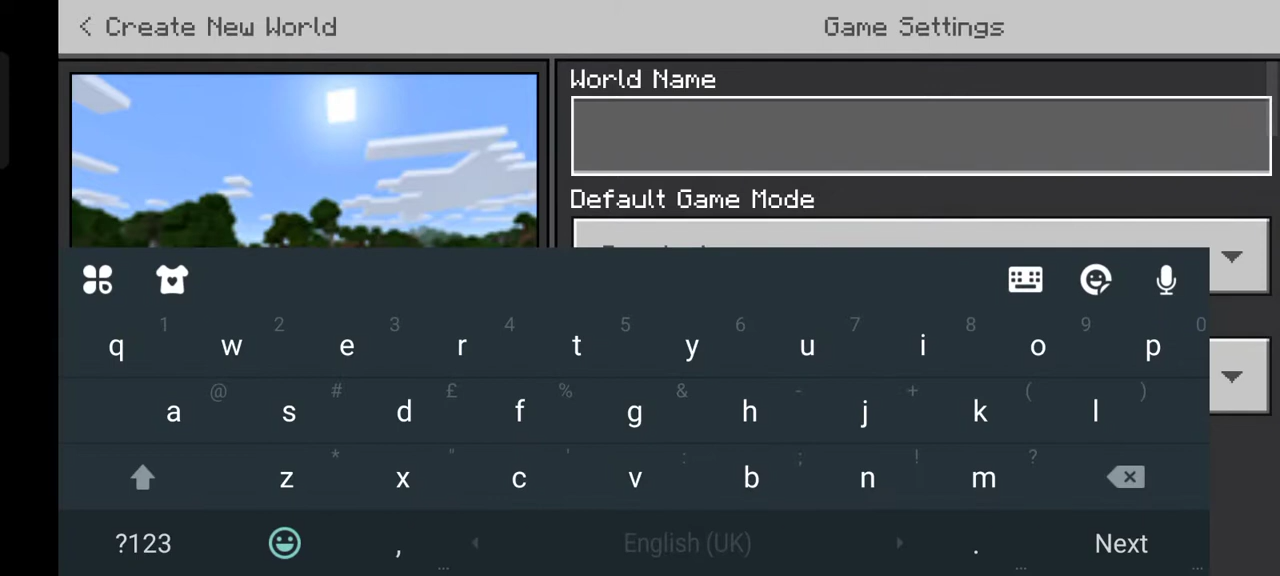 Create New World
Game Settings
World Name
Default Game Mode
1 2 3 4 5 6 7 8 9 0
q w e r t y u i o p
@ # £ % & - + ( )
a s d f g h j k l
* " ' : ; ! ?
z x c v b n m
?123 , English (UK) . Next